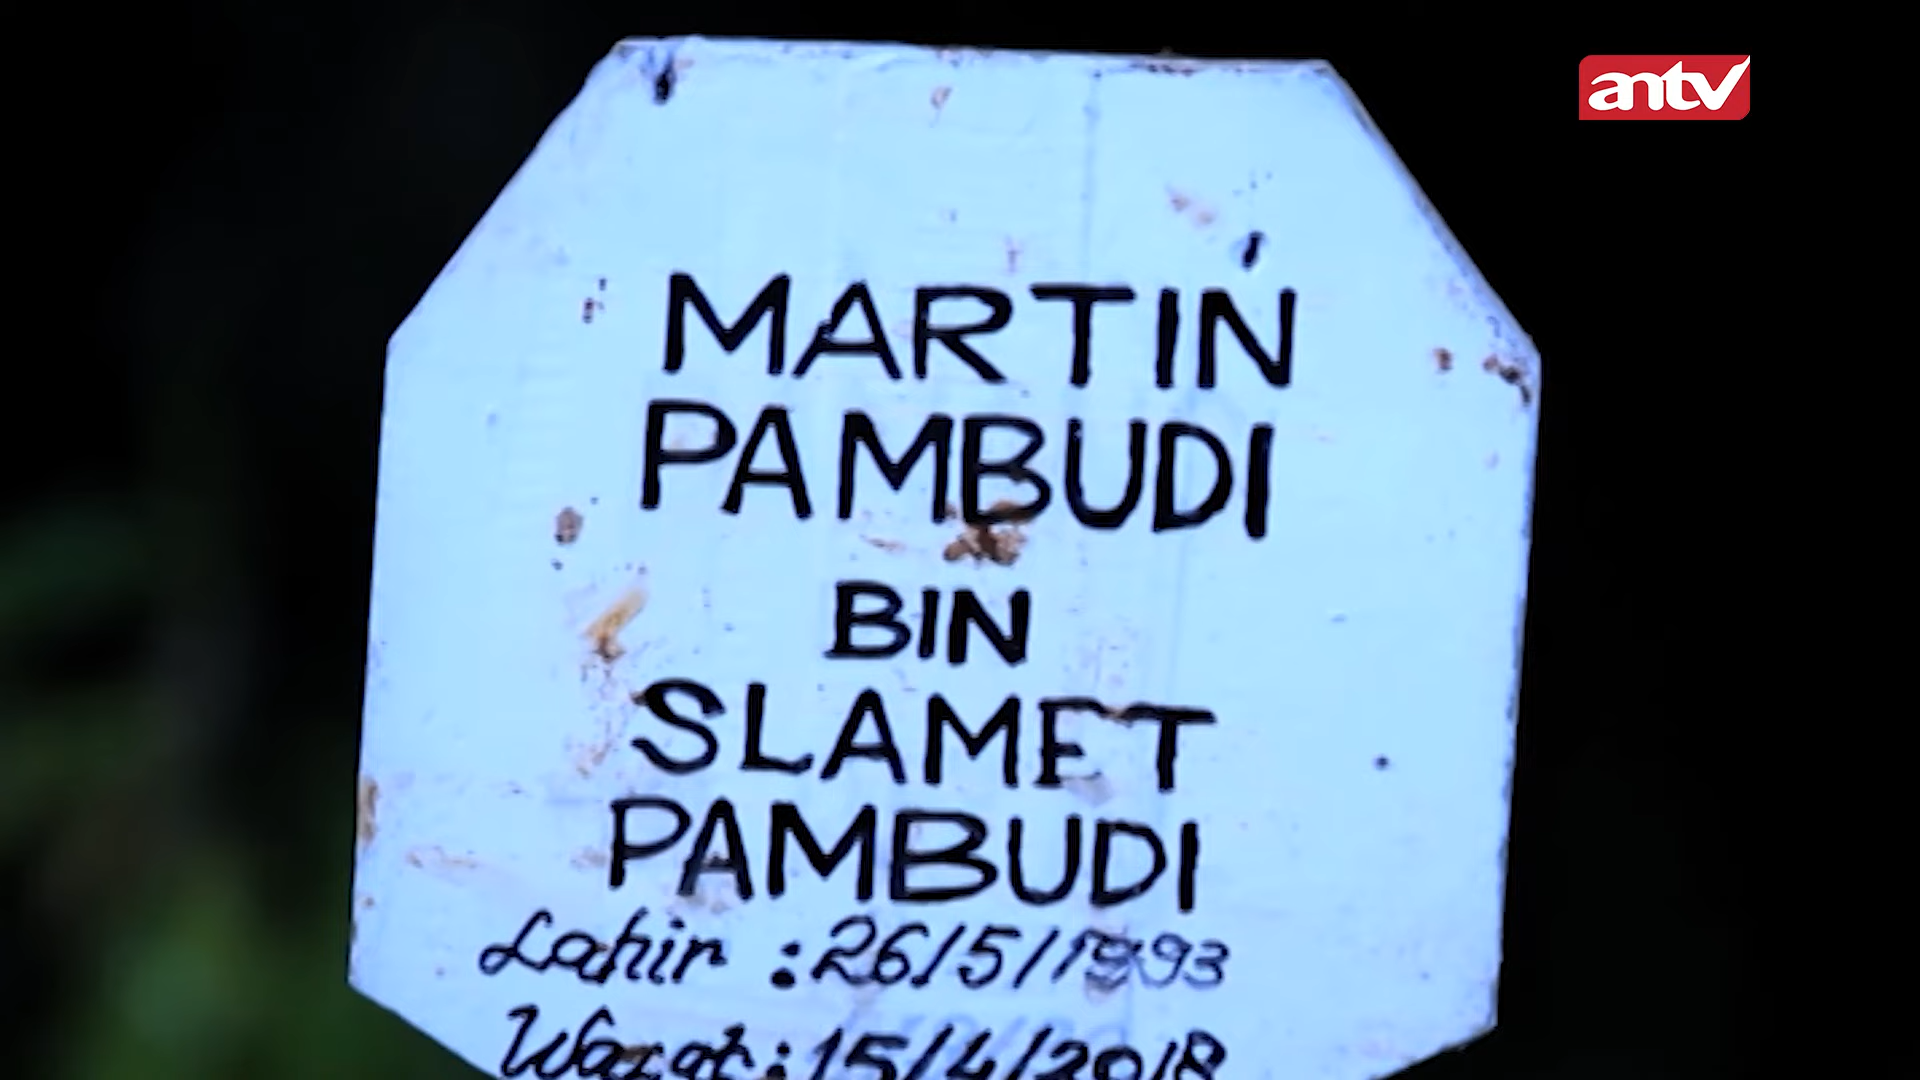 antv
MARTIN
PAMBUDI
BIN
SLAMET
PAMBUDI
Lahir : 26/5/1993
Wafat : 15/4/2018